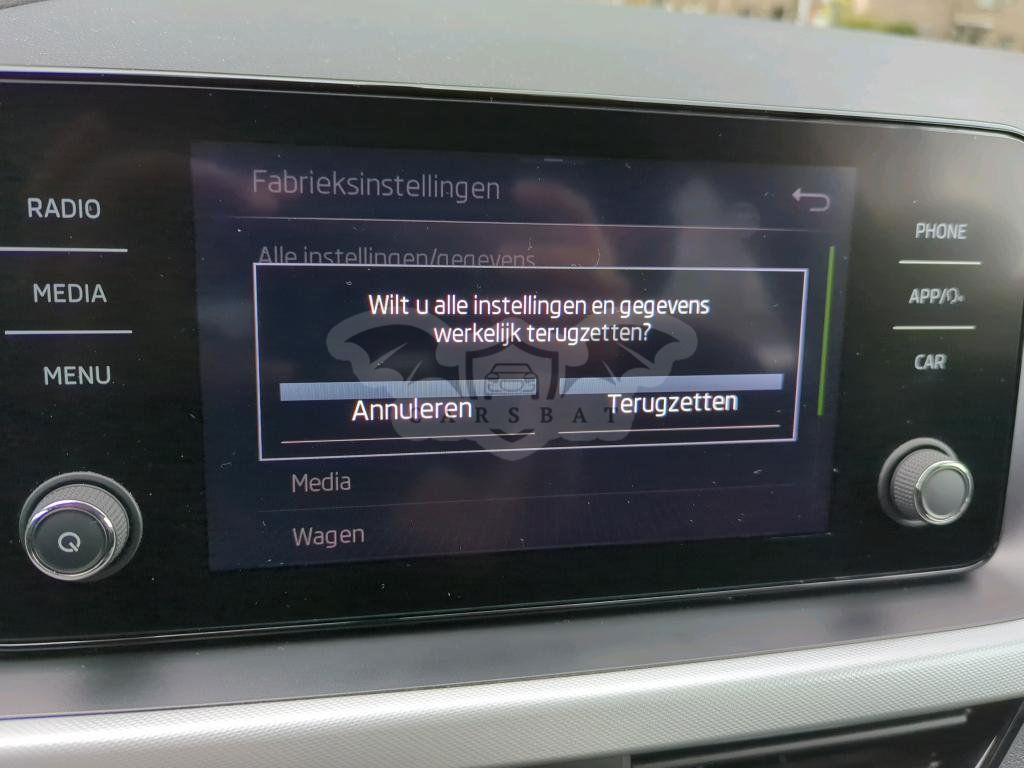 Fabrieksinstellingen
RADIO
PHONE
Alle instellingen/gegevens
MEDIA
APP/
Wilt u alle instellingen en gegevens
werkelijk terugzetten?
MENU
CAR
Annuleren
Terugzetten
CARSBAT
Media
Wagen